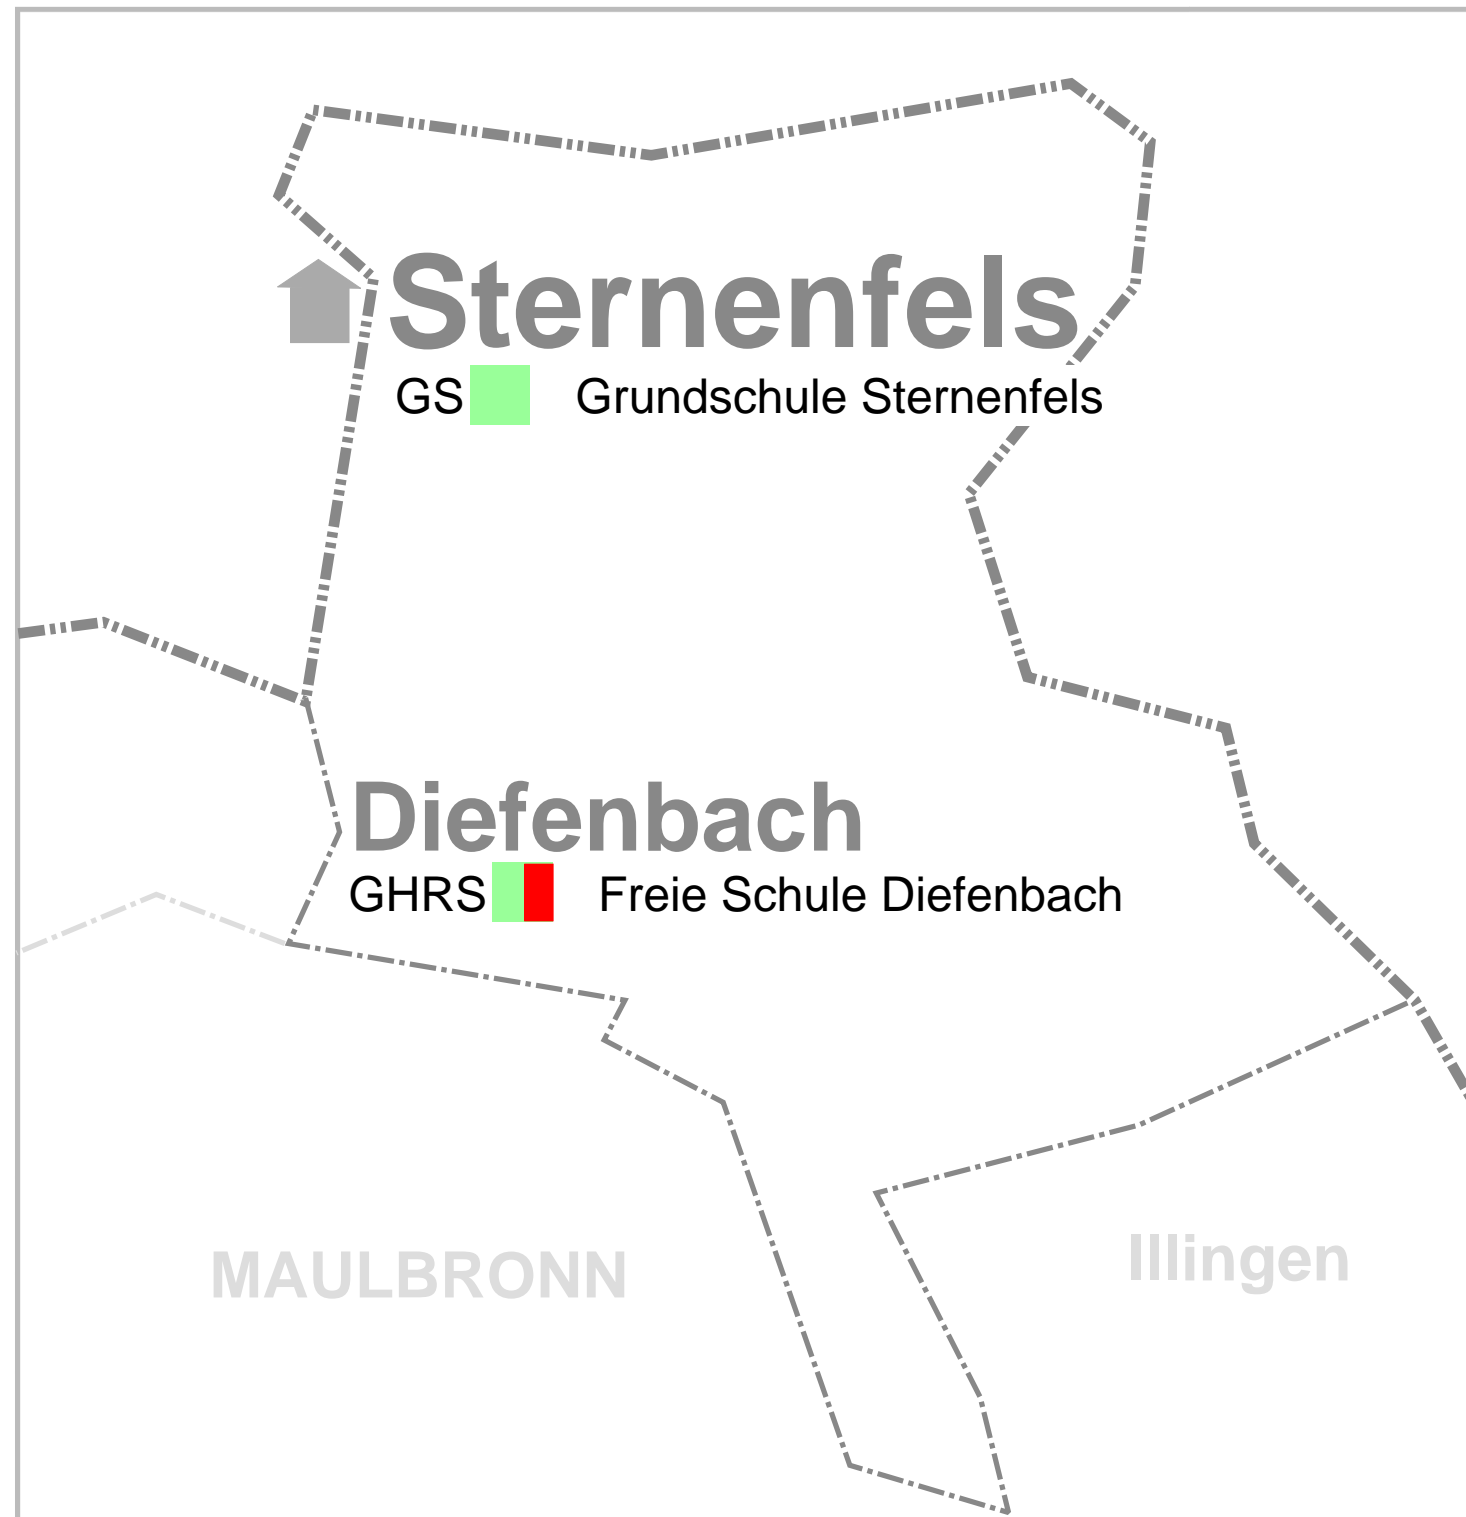 Sternenfels
GS Grundschule Sternenfels
Diefenbach
GHRS Freie Schule Diefenbach
MAULBRONN
Illingen